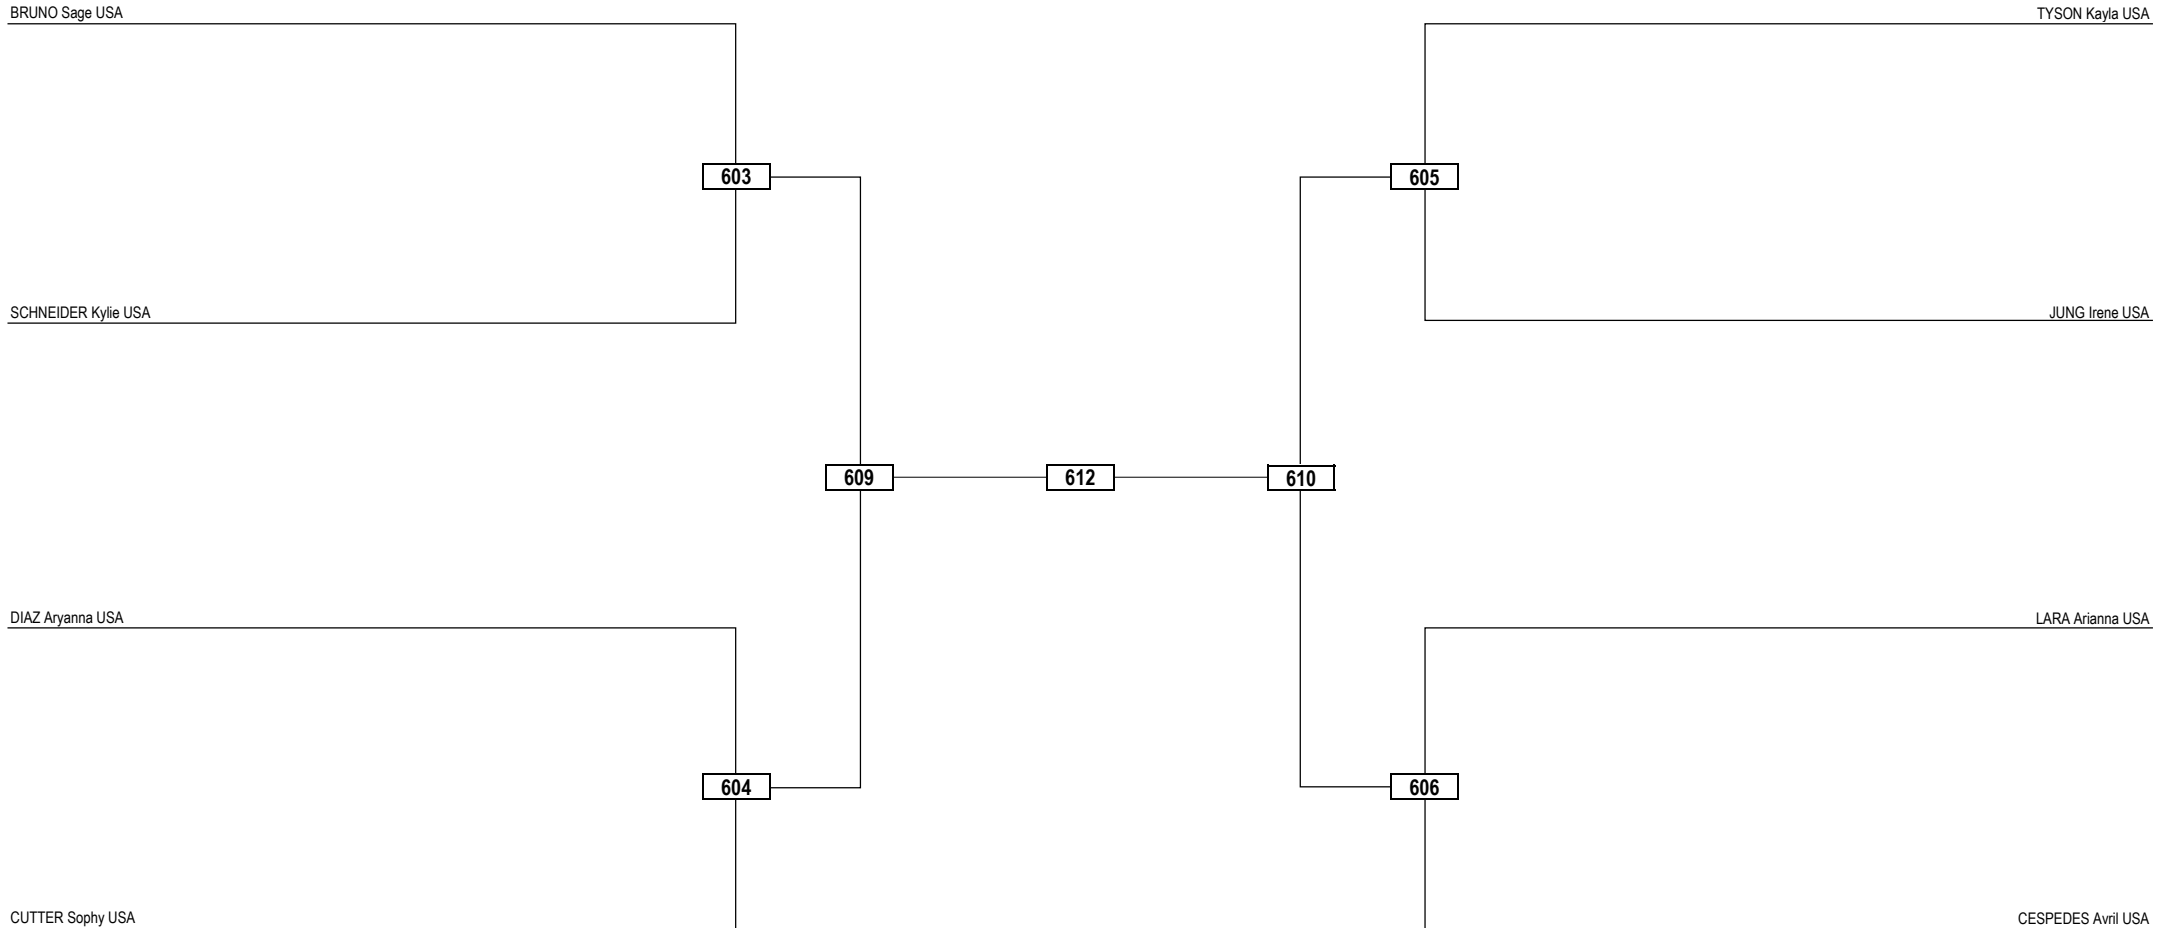 BRUNO Sage USA
TYSON Kayla USA
603
605
SCHNEIDER Kylie USA
JUNG Irene USA
609
612
610
DIAZ Aryanna USA
LARA Arianna USA
604
606
CUTTER Sophy USA
CESPEDES Avril USA